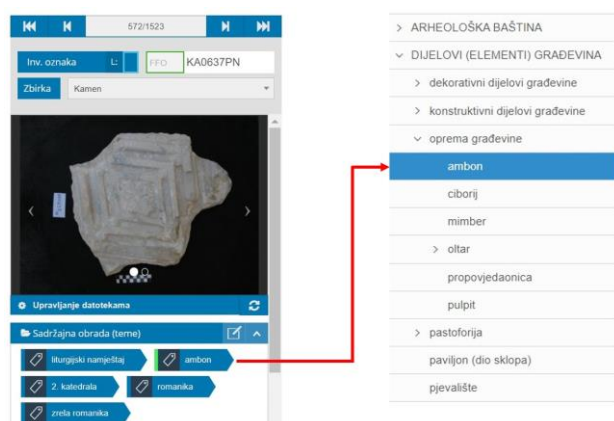 572/1523
Inv. oznaka L: FFO KA0637PN
Zbirka Kamen
Upravljanje datotekama
Sadržajna obrada (teme)
liturgijski namještaj ambon
2. katedrala romanika
zrela romanika
ARHEOLOŠKA BAŠTINA
DIJELOVI (ELEMENTI) GRAĐEVINA
dekorativni dijelovi građevine
konstruktivni dijelovi građevine
oprema građevine
ambon
ciborij
mimber
oltar
propovjedaonica
pulpit
pastoforija
paviljon (dio sklopa)
pjevalište